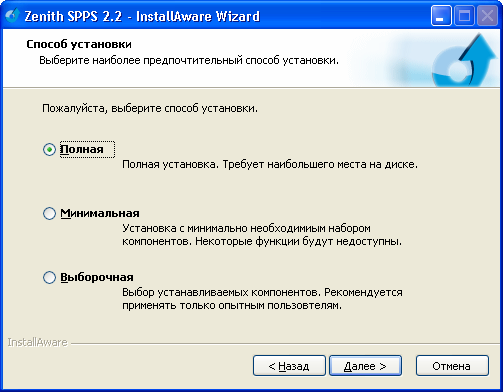 Zenith SPPS 2.2 - InstallAware Wizard
Способ установки
Выберите наиболее предпочтительный способ установки.
Пожалуйста, выберите способ установки.
Полная
Полная установка. Требует наибольшего места на диске.
Минимальная
Установка с минимально необходимиым набором
компонентов. Некоторые функции будут недоступны.
Выборочная
Выбор устанавливаемых компонентов. Рекомендуется
применять только опытным пользовтелям.
InstallAware
< Назад
Далее >
Отмена